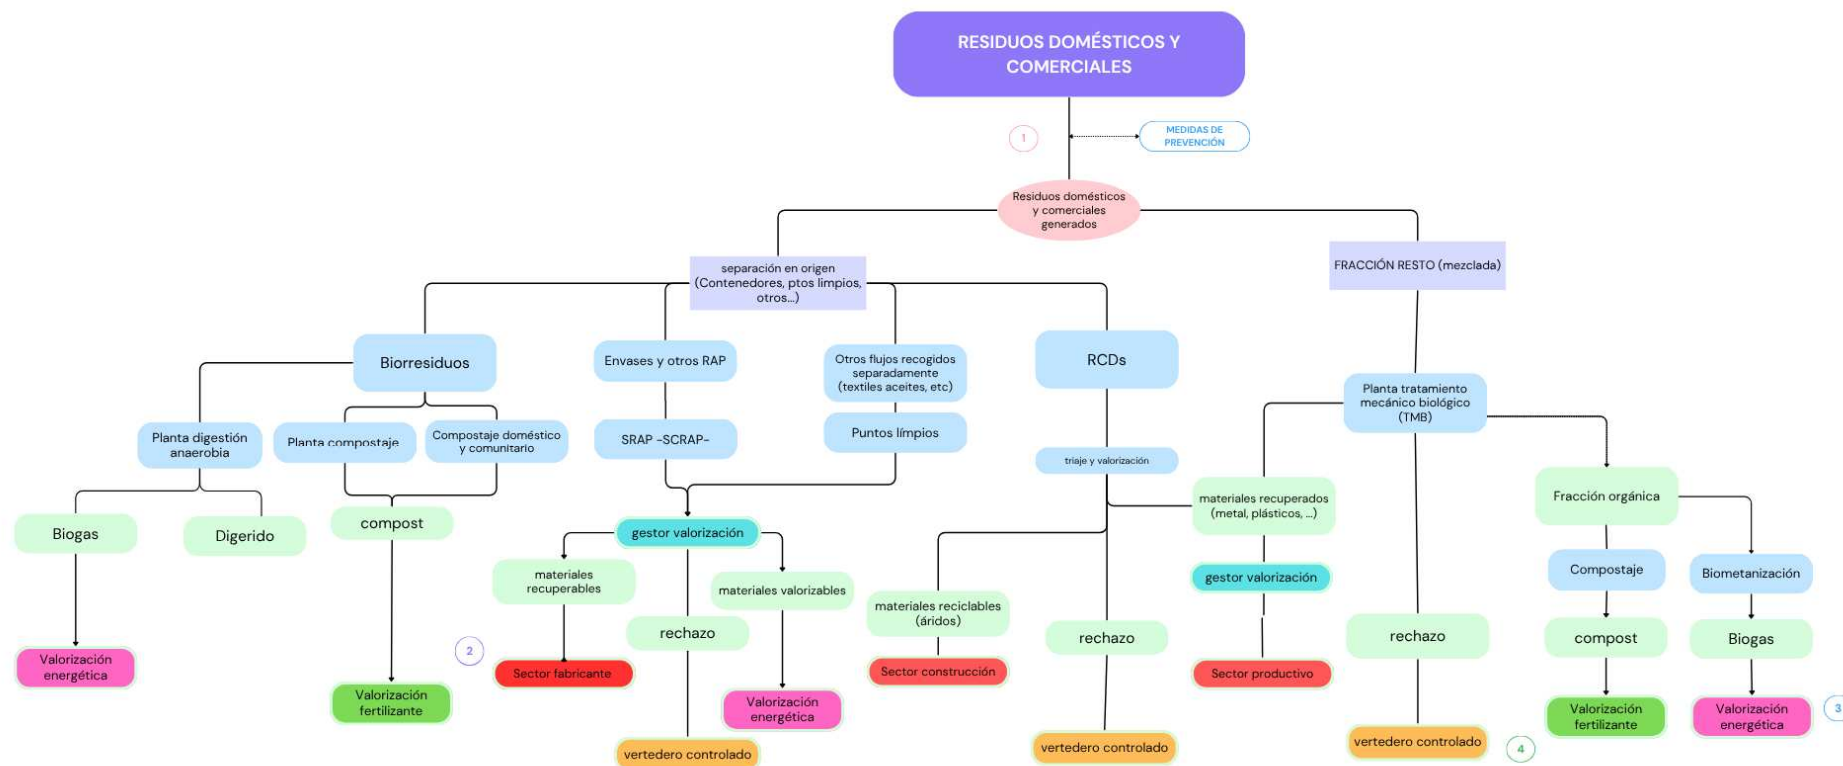 RESIDUOS DOMÉSTICOS Y
COMERCIALES
1
MEDIDAS DE
PREVENCIÓN
Residuos domésticos
y comerciales
generados
separación en origen
(Contenedores, ptos limpios,
otros...)
FRACCIÓN RESTO (mezclada)
Biorresiduos
Envases y otros RAP
Otros flujos recogidos
separadamente
(textiles aceites, etc)
RCDs
Planta tratamiento
mecánico biológico
(TMB)
Planta digestión
anaerobia
Planta compostaje
Compostaje doméstico
y comunitario
SRAP -SCRAP-
Puntos límpios
triaje y valorización
Biogas
Digerido
compost
gestor valorización
materiales recuperados
(metal, plásticos, ...)
Fracción orgánica
materiales
recuperables
materiales valorizables
materiales reciclables
(áridos)
gestor valorización
Compostaje
Biometanización
rechazo
rechazo
rechazo
compost
Biogas
Valorización
energética
2
Sector fabricante
Sector construcción
Sector productivo
Valorización
fertilizante
Valorización
energética
Valorización
fertilizante
Valorización
energética
3
vertedero controlado
vertedero controlado
vertedero controlado
4